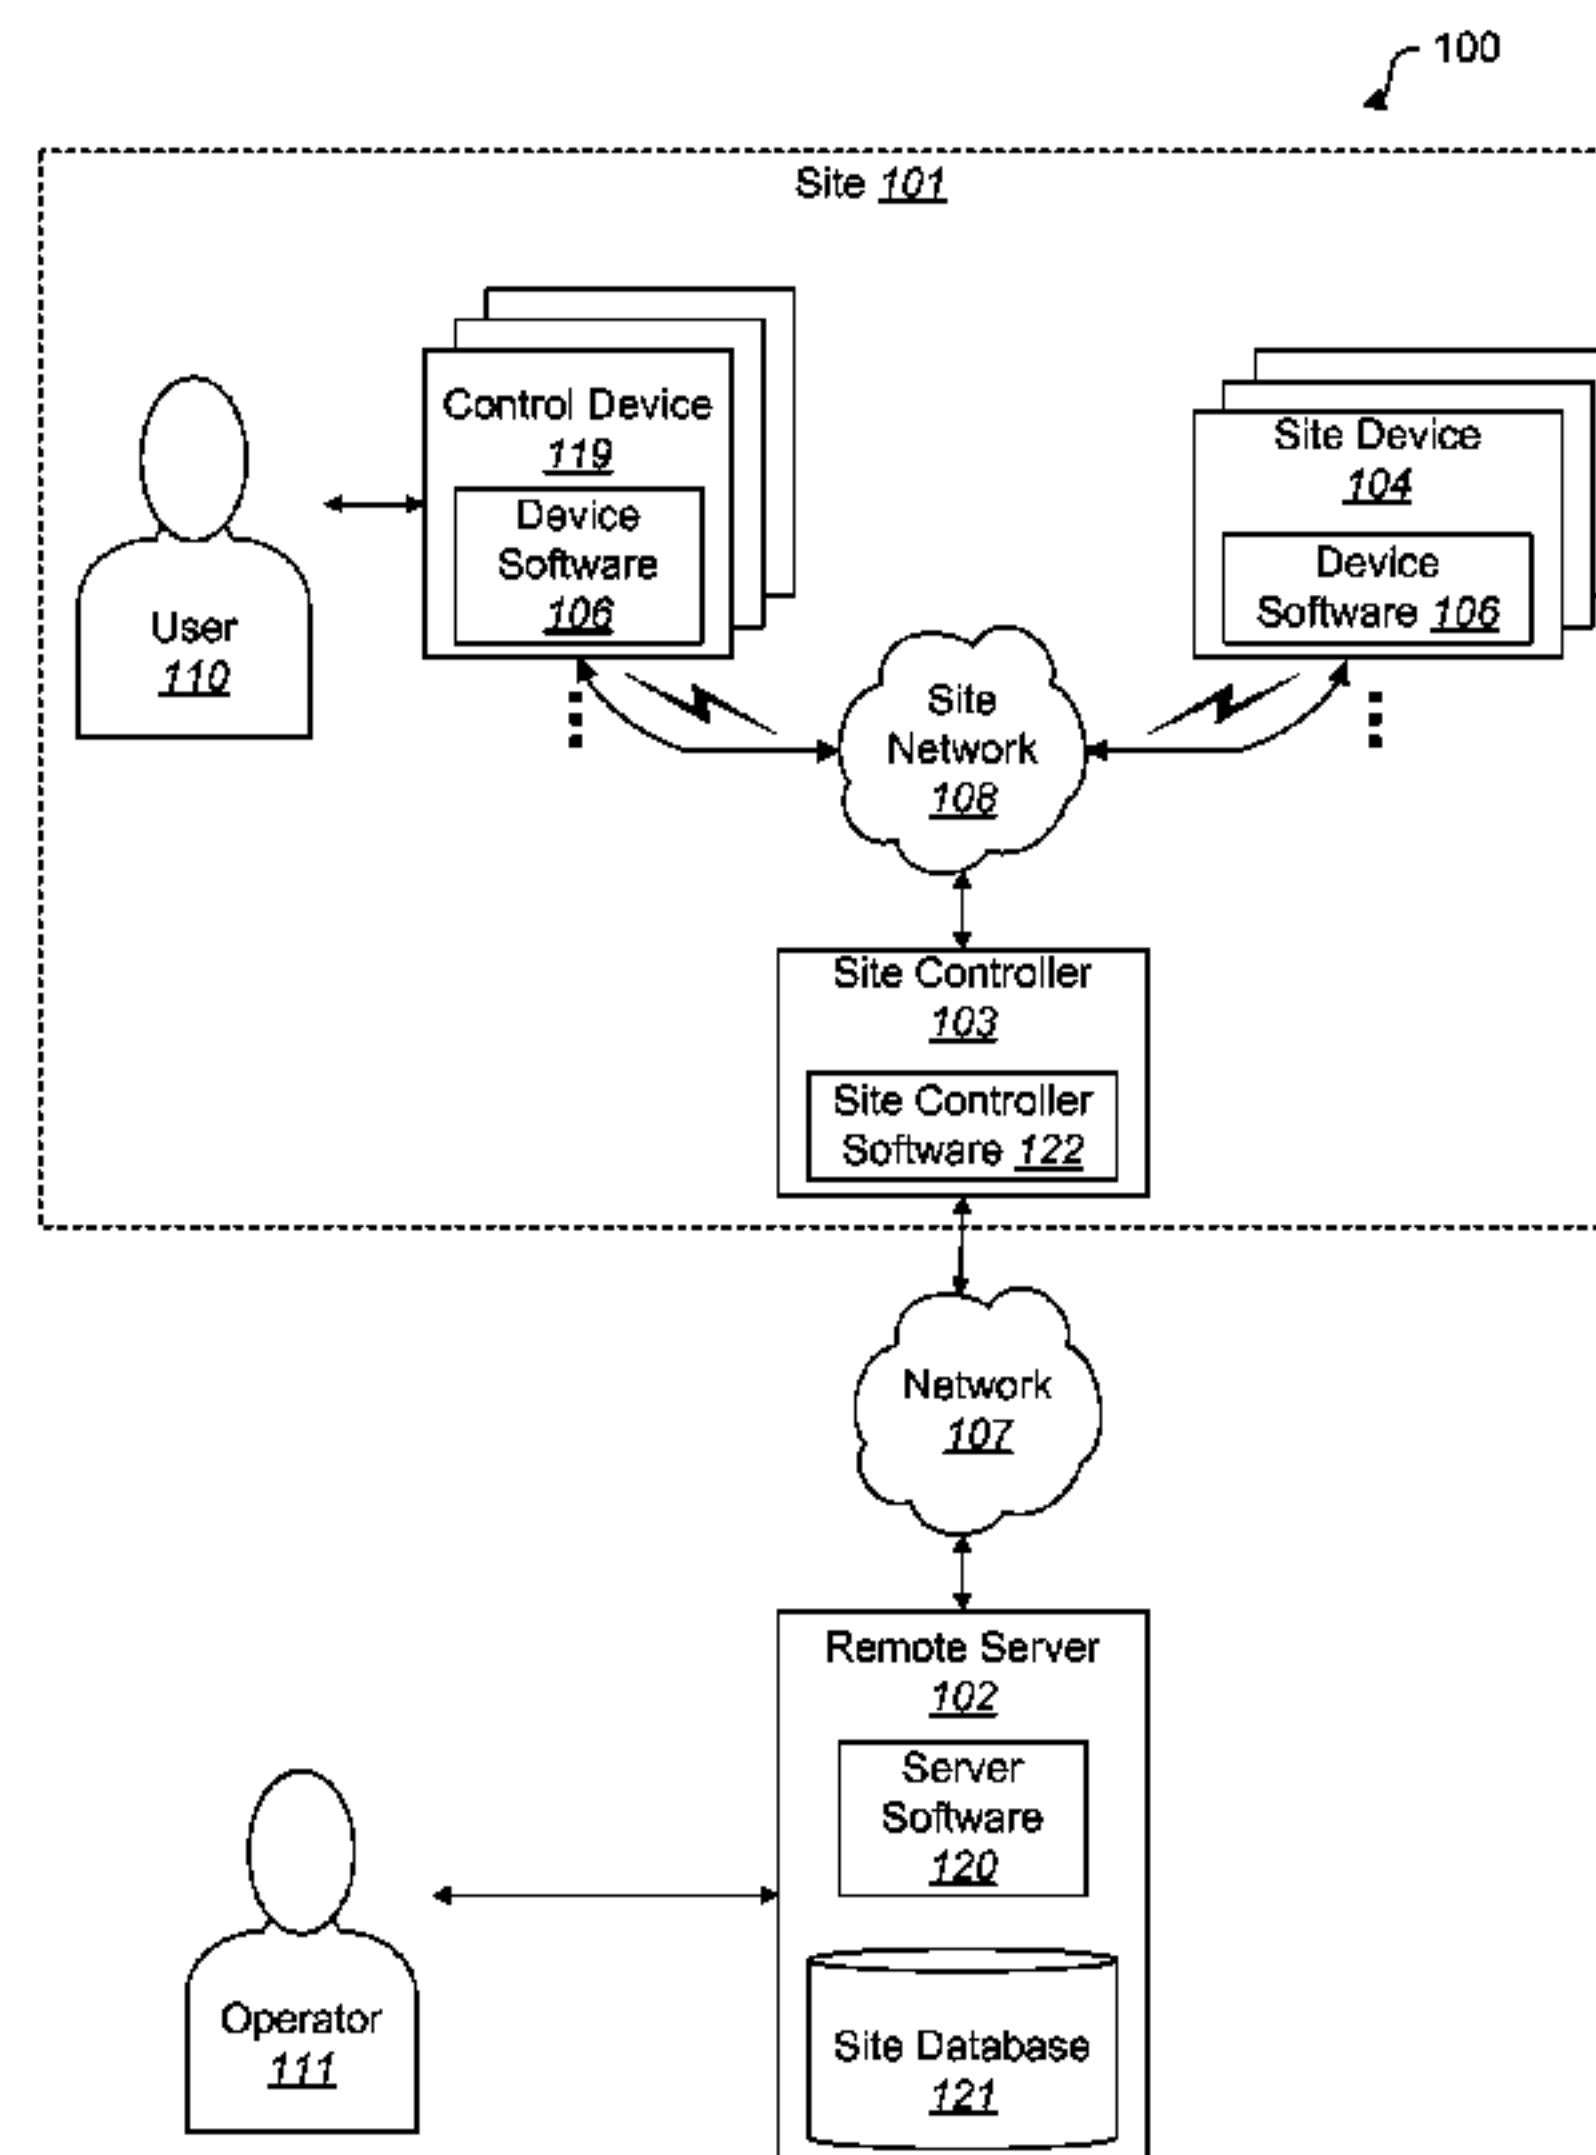 100
Site 101
Control Device
119
Device
Software
106
User
110
Site Device
104
Device
Software 106
Site
Network
108
Site Controller
103
Site Controller
Software 122
Network
107
Remote Server
102
Server
Software
120
Operator
111
Site Database
121